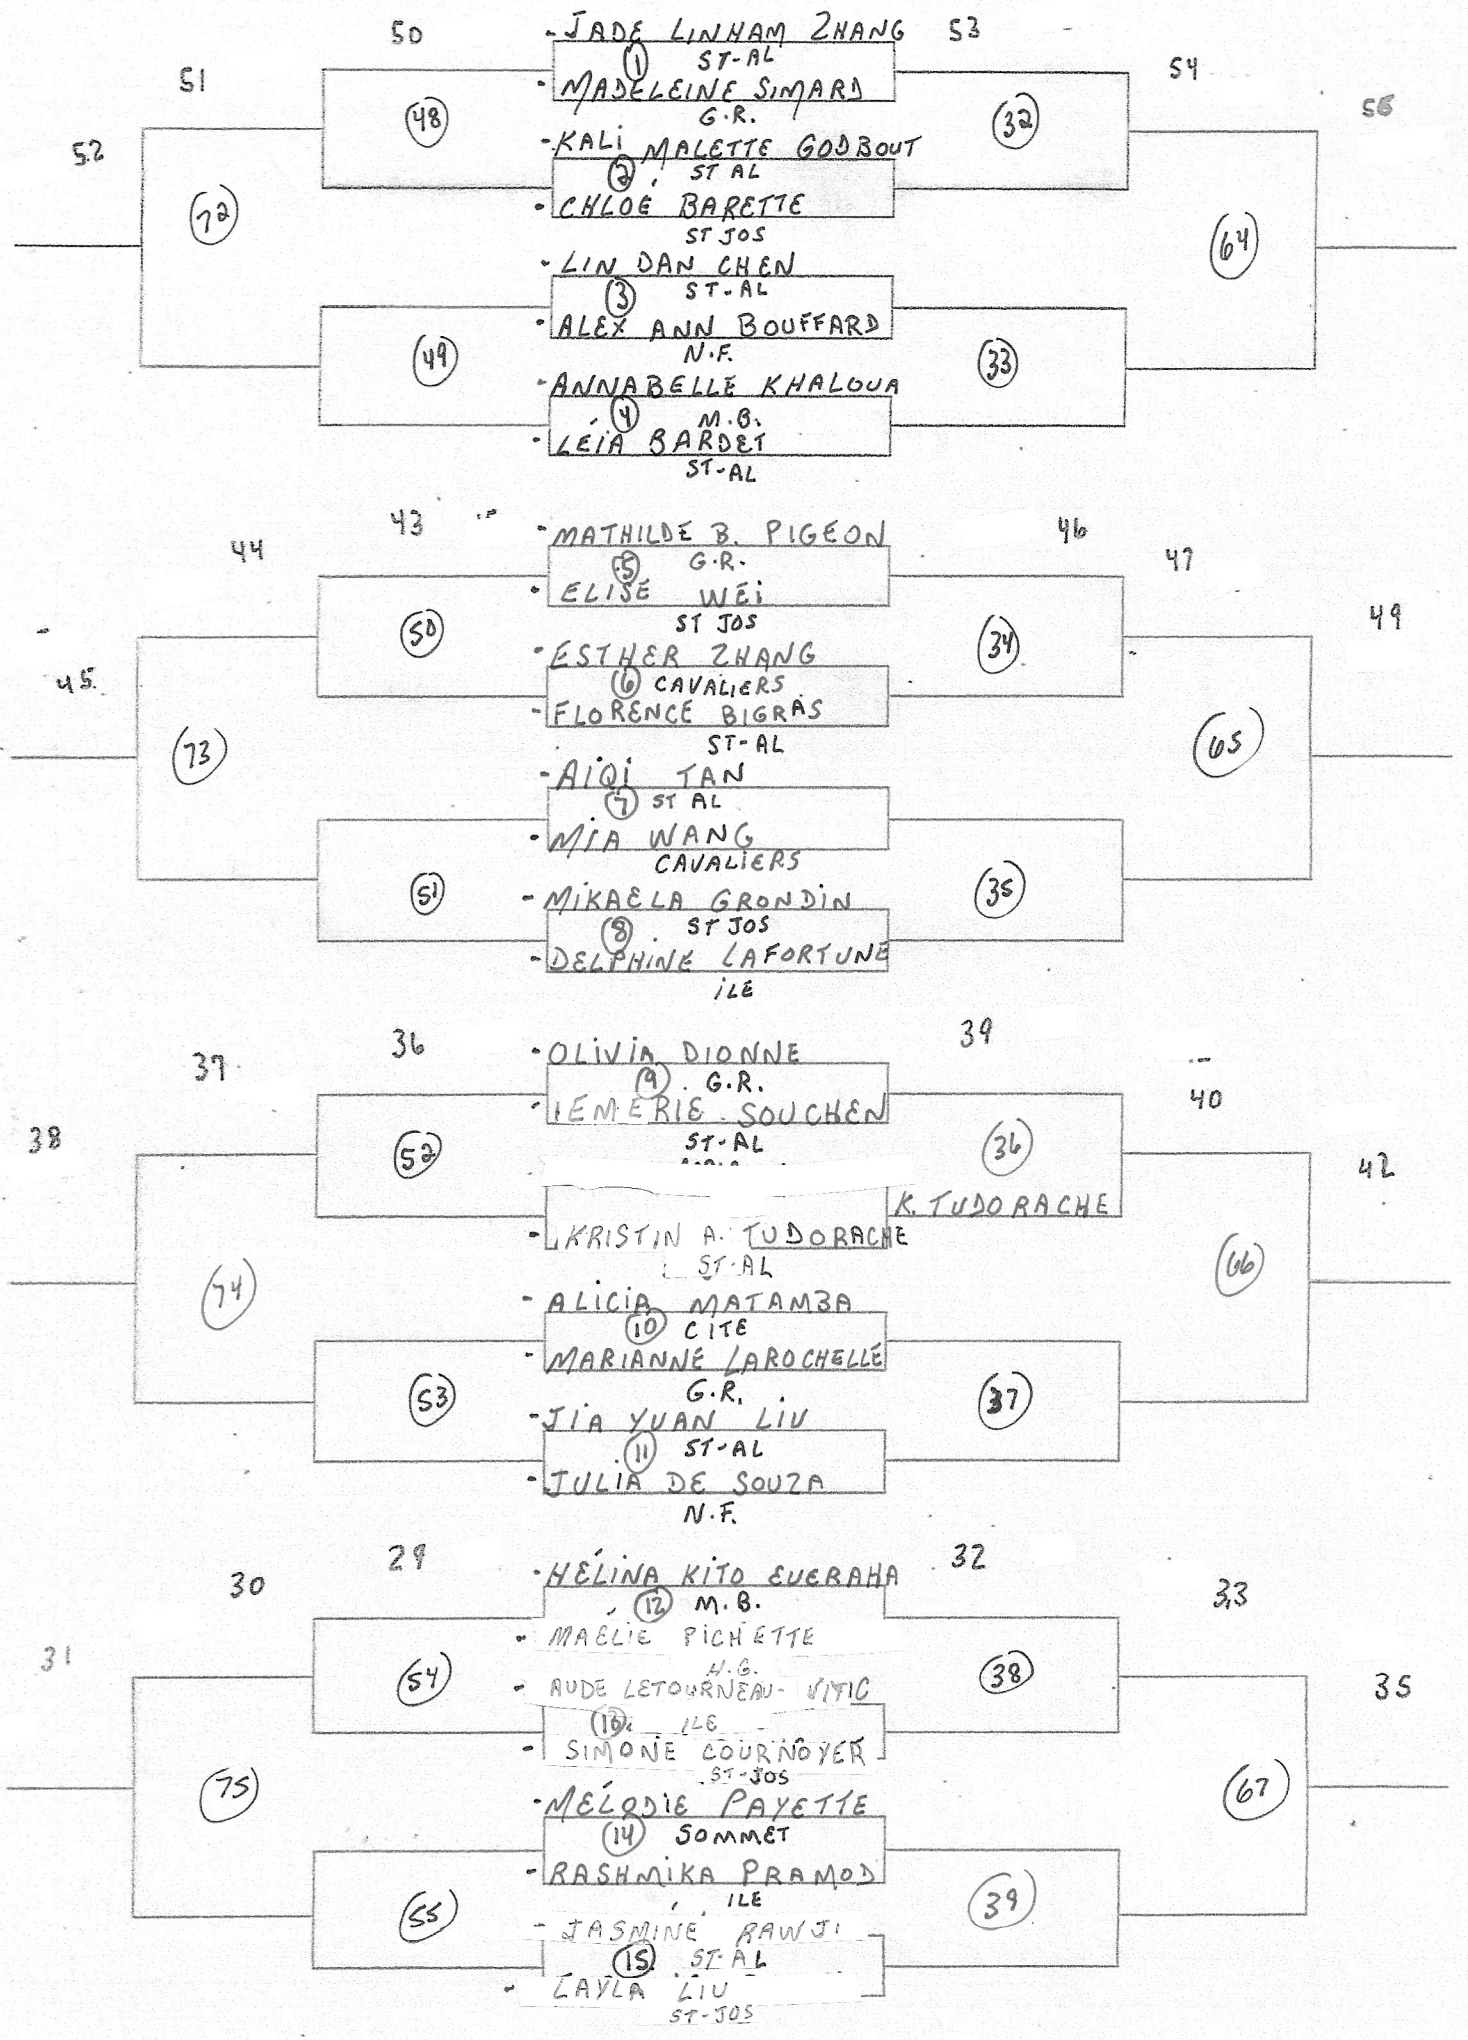 50
- JADE LINHAM ZHANG
53
51
① ST-AL
54
- MADELEINE SIMARD
48
G.R.
32
52
- KALI MALETTE GODBOUT
② ST AL
72
- CHLOÉ BARETTE
ST JOS
64
- LIN DAN CHEN
③ ST-AL
- ALEX ANN BOUFFARD
49
N.F.
33
- ANNABELLE KHALOUA
④ M.B.
- LÉIA BARDET
ST-AL
43
- MATHILDE B. PIGEON
46
44
⑤ G.R.
47
- ELISE WEI
49
50
ST JOS
34
- ESTHER ZHANG
45
⑥ CAVALIERS
- FLORENCE BIGRAS
73
ST-AL
65
- AIQI TAN
⑦ ST AL
- MIA WANG
CAVALIERS
51
- MIKAELA GRONDIN
35
⑧ ST JOS
- DELPHINE LAFORTUNE
ILE
36
- OLIVIA DIONNE
39
37
⑨ G.R.
40
- IEMERIE SOUCHEN
38
52
ST-AL
36
42
K. TUDORACHE
- KRISTIN A. TUDORACHE
ST-AL
66
74
- ALICIA MATAMBA
⑩ CITE
- MARIANNE LAROCHELLE
53
G.R.
37
- JIA YUAN LIU
⑪ ST-AL
- JULIA DE SOUZA
N.F.
29
- HÉLINA KITO EUERAHA
32
30
⑫ M.B.
33
- MAÉLIE PICHETTE
31
54
H.G.
38
35
- AUDE LETOURNEAU-VITIC
⑬ ILE
- SIMONE COURNOYER
ST-JOS
75
- MÉLODIE PAYETTE
67
⑭ SOMMET
- RASHMIKA PRAMOD
55
ILE
39
- JASMINE RAWJI
⑮ ST-AL
- LAYLA LIU
ST-JOS